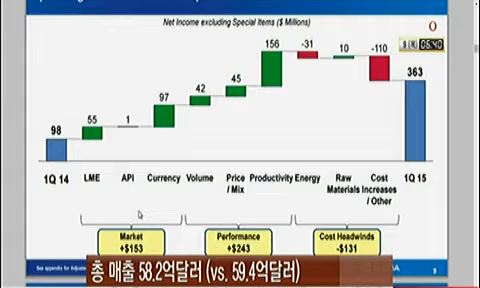 Net Income excluding Special Items ($ Millions)
06:40
98
55
1
97
42
45
156
-31
10
-110
363
1Q 14
LME
API
Currency
Volume
Price / Mix
Productivity
Energy
Raw Materials
Cost Increases / Other
1Q 15
Market
+$153
Performance
+$243
Cost Headwinds
-$131
총 매출 58.2억달러 (vs. 59.4억달러)